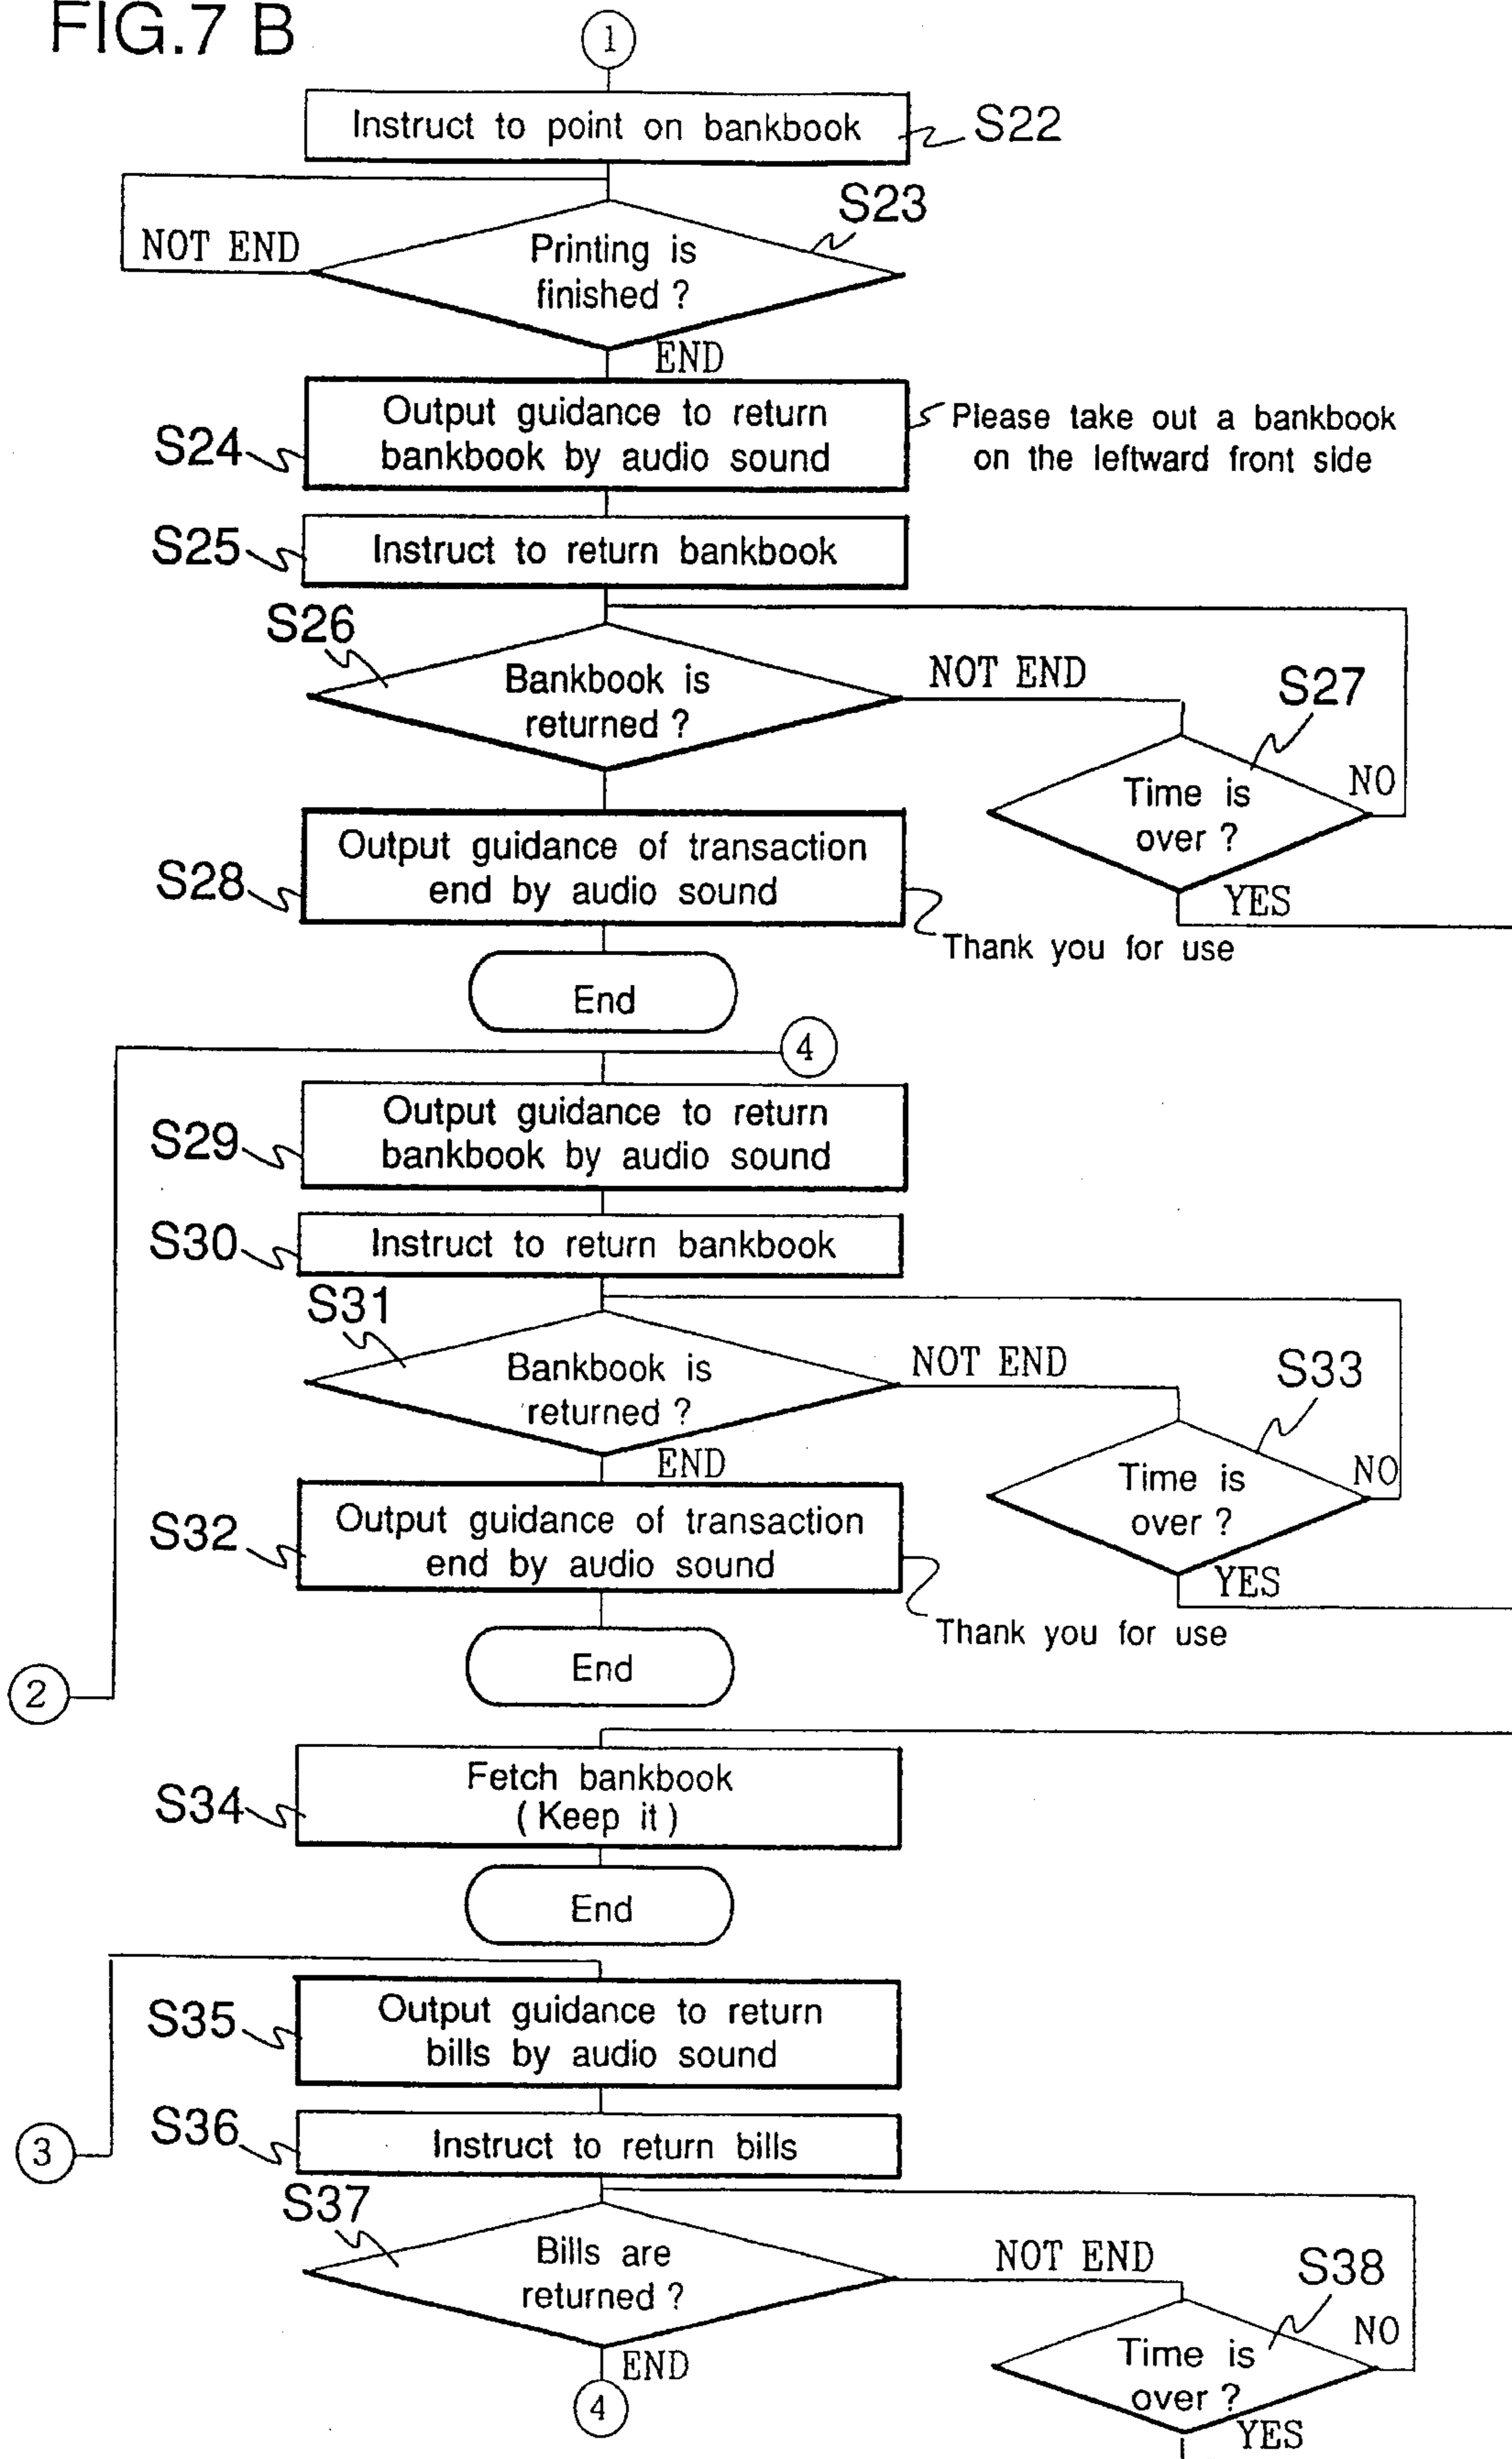 FIG.7 B
1
Instruct to point on bankbook
S22
S23
NOT END
Printing is
finished ?
END
S24
Output guidance to return
bankbook by audio sound
Please take out a bankbook
on the leftward front side
S25
Instruct to return bankbook
S26
Bankbook is
returned ?
NOT END
S27
Time is
over ?
NO
YES
S28
Output guidance of transaction
end by audio sound
Thank you for use
End
4
S29
Output guidance to return
bankbook by audio sound
S30
Instruct to return bankbook
S31
Bankbook is
returned ?
NOT END
S33
Time is
over ?
NO
END
YES
S32
Output guidance of transaction
end by audio sound
Thank you for use
End
2
S34
Fetch bankbook
( Keep it )
End
S35
Output guidance to return
bills by audio sound
3
S36
Instruct to return bills
S37
Bills are
returned ?
NOT END
S38
Time is
over ?
NO
END
4
YES